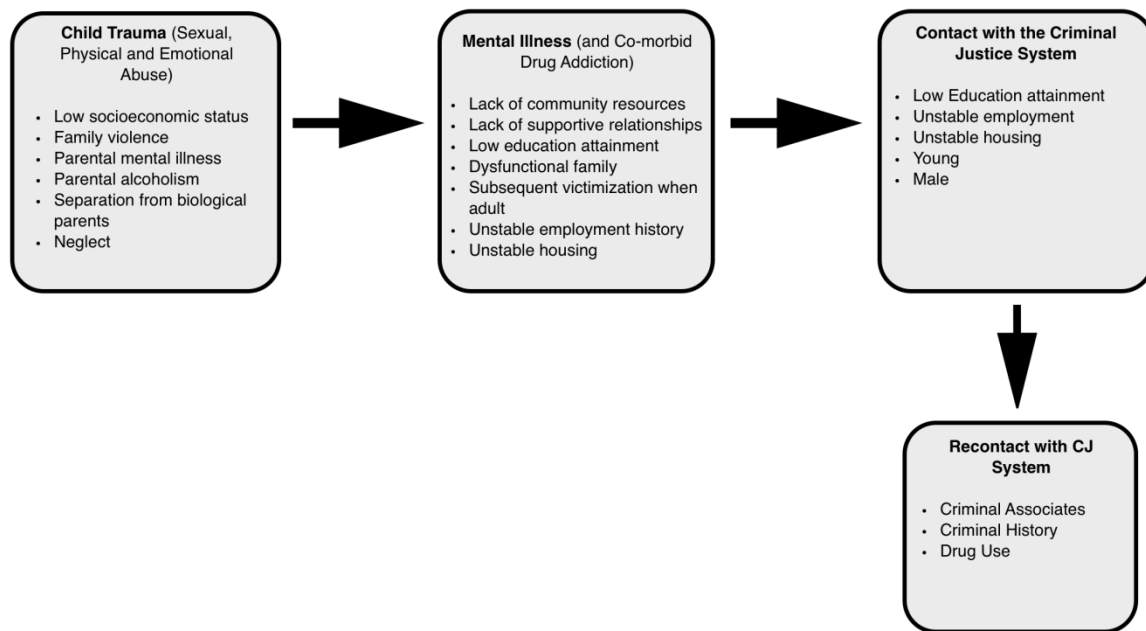 Child Trauma (Sexual,
Physical and Emotional
Abuse)
• Low socioeconomic status
• Family violence
• Parental mental illness
• Parental alcoholism
• Separation from biological
parents
• Neglect
Mental Illness (and Co-morbid
Drug Addiction)
• Lack of community resources
• Lack of supportive relationships
• Low education attainment
• Dysfunctional family
• Subsequent victimization when
adult
• Unstable employment history
• Unstable housing
Contact with the Criminal
Justice System
• Low Education attainment
• Unstable employment
• Unstable housing
• Young
• Male
Recontact with CJ
System
• Criminal Associates
• Criminal History
• Drug Use